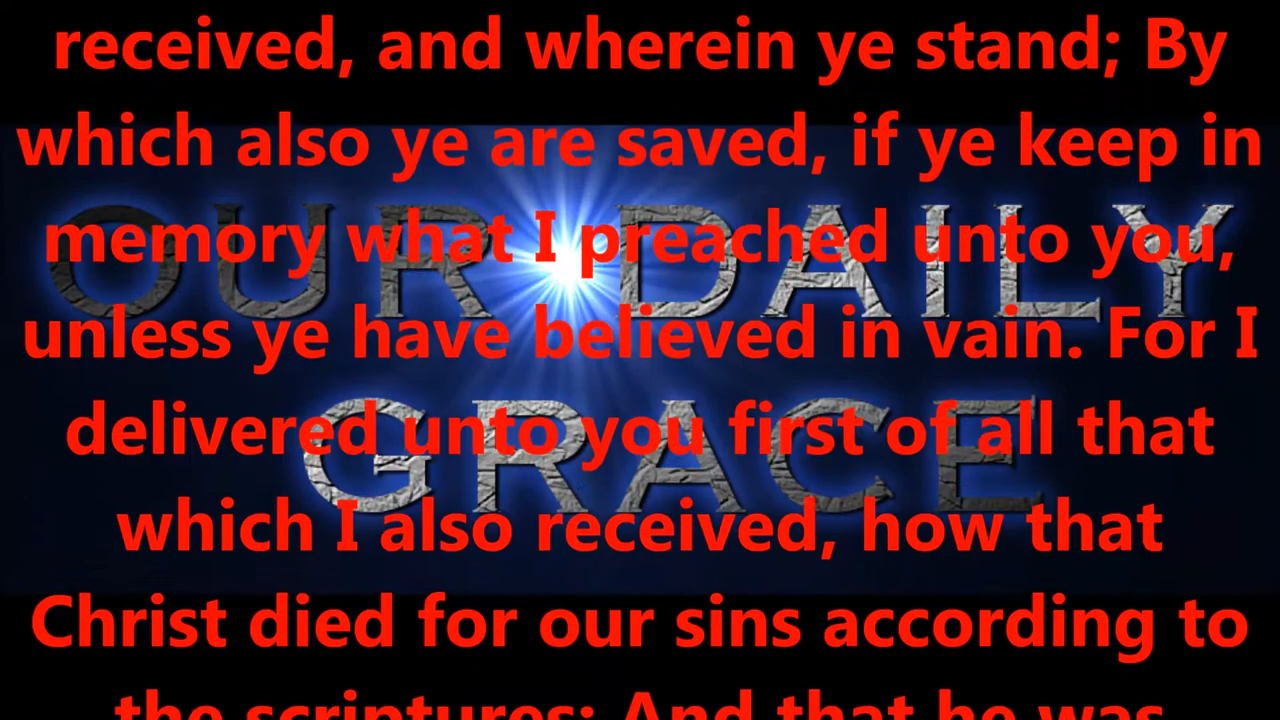 received, and wherein ye stand; By
which also ye are saved, if ye keep in
memory what I preached unto you,
unless ye have believed in vain. For I
delivered unto you first of all that
which I also received, how that
Christ died for our sins according to
the scriptures; And that he was
OUR DAILY
GRACE